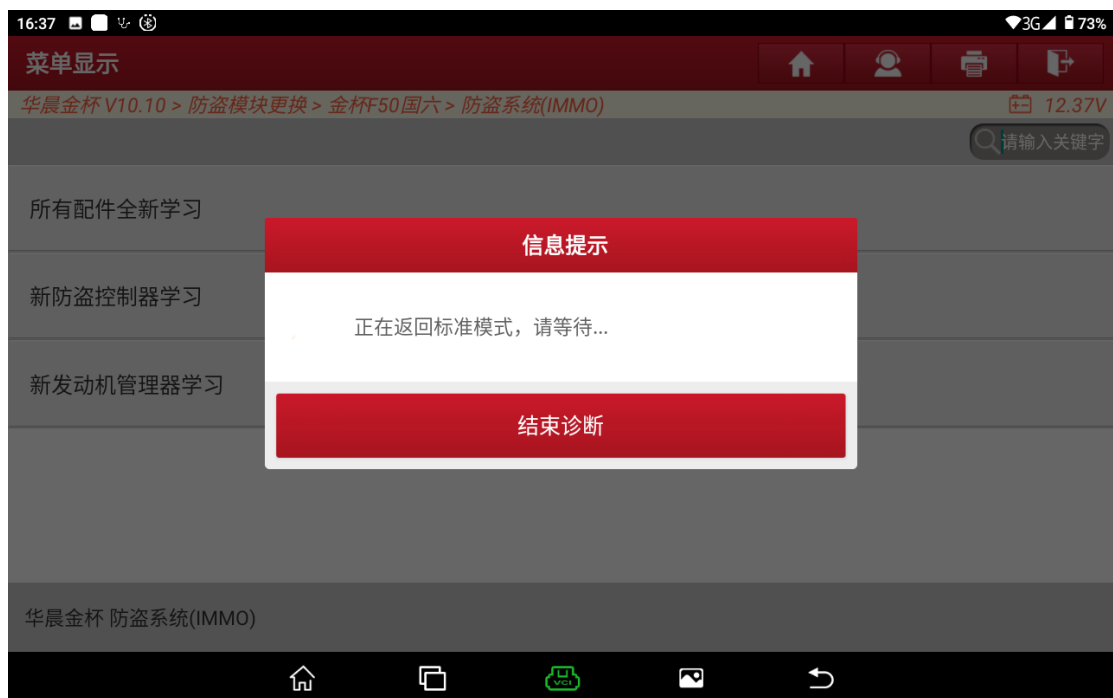 16:37
3G 73%
菜单显示
华晨金杯 V10.10 > 防盗模块更换 > 金杯F50国六 > 防盗系统(IMMO)
12.37V
请输入关键字
所有配件全新学习
新防盗控制器学习
新发动机管理器学习
信息提示
正在返回标准模式，请等待...
结束诊断
华晨金杯 防盗系统(IMMO)
VCI